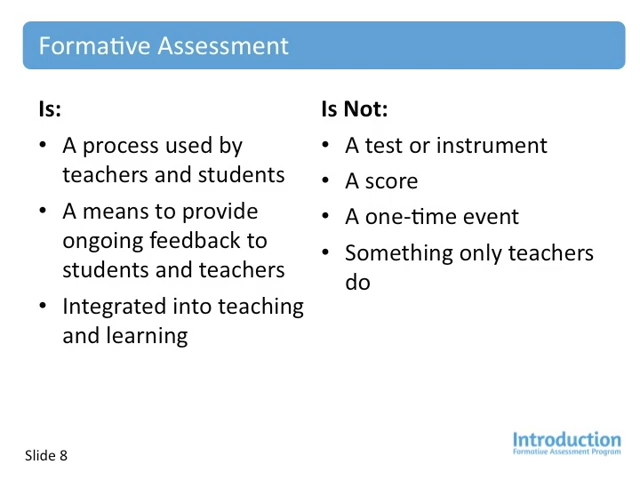 Formative Assessment
Is:
• A process used by
teachers and students
• A means to provide
ongoing feedback to
students and teachers
• Integrated into teaching
and learning
Is Not:
• A test or instrument
• A score
• A one-time event
• Something only teachers
do
Slide 8
Introduction
Formative Assessment Program